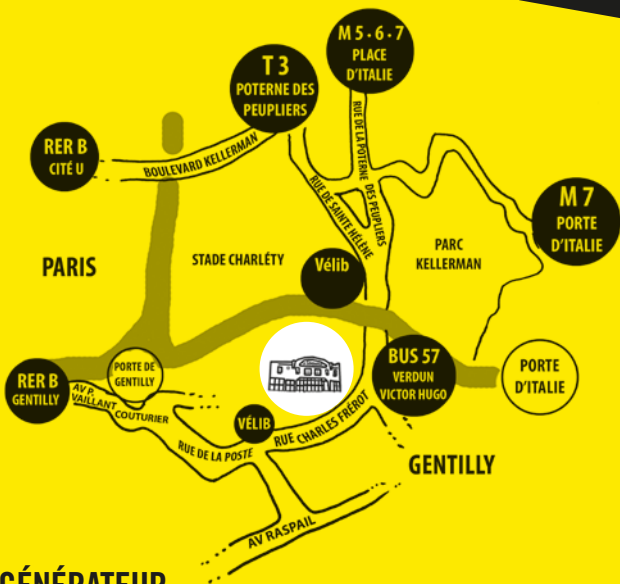 M 5 · 6 · 7
PLACE
D'ITALIE
T 3
POTERNE DES
PEUPLIERS
RER B
CITÉ U
BOULEVARD KELLERMAN
RUE DE LA POTERNE DES PEUPLIERS
RUE DE SAINTE HÉLÈNE
M 7
PORTE
D'ITALIE
PARC
KELLERMAN
PARIS
STADE CHARLÉTY
Vélib
RER B
GENTILLY
PORTE DE
GENTILLY
BUS 57
VERDUN
VICTOR HUGO
PORTE
D'ITALIE
AV P.
VAILLANT
COUTURIER
VÉLIB
RUE DE LA POSTE
RUE CHARLES FRÉROT
GENTILLY
AV RASPAIL
GÉNÉRATEUR